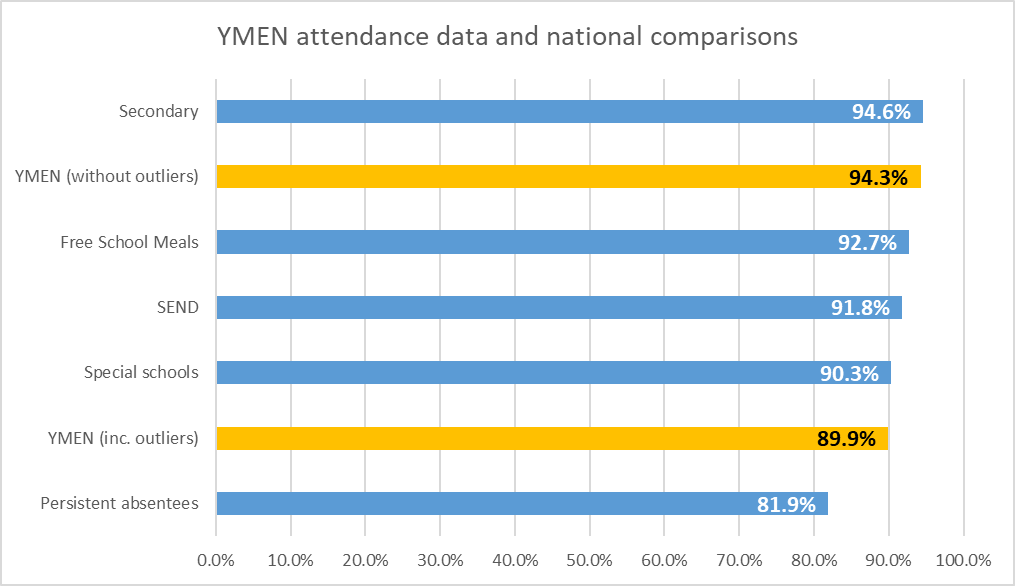 YMEN attendance data and national comparisons
Secondary 94.6%
YMEN (without outliers) 94.3%
Free School Meals 92.7%
SEND 91.8%
Special schools 90.3%
YMEN (inc. outliers) 89.9%
Persistent absentees 81.9%
0.0% 10.0% 20.0% 30.0% 40.0% 50.0% 60.0% 70.0% 80.0% 90.0% 100.0%